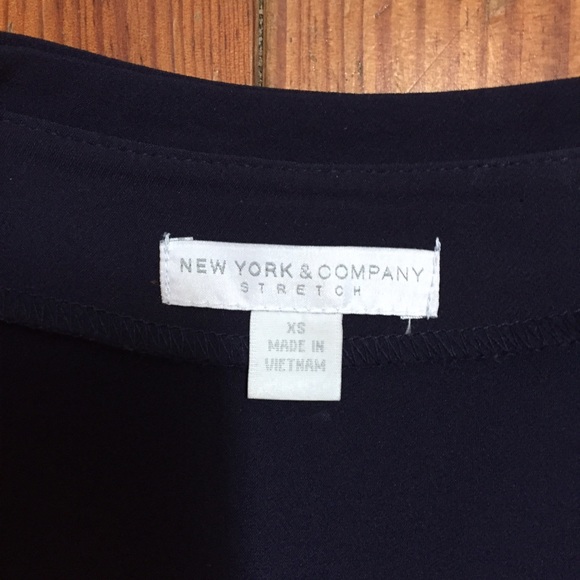 NEW YORK & COMPANY
STRETCH
XS
MADE IN
VIETNAM